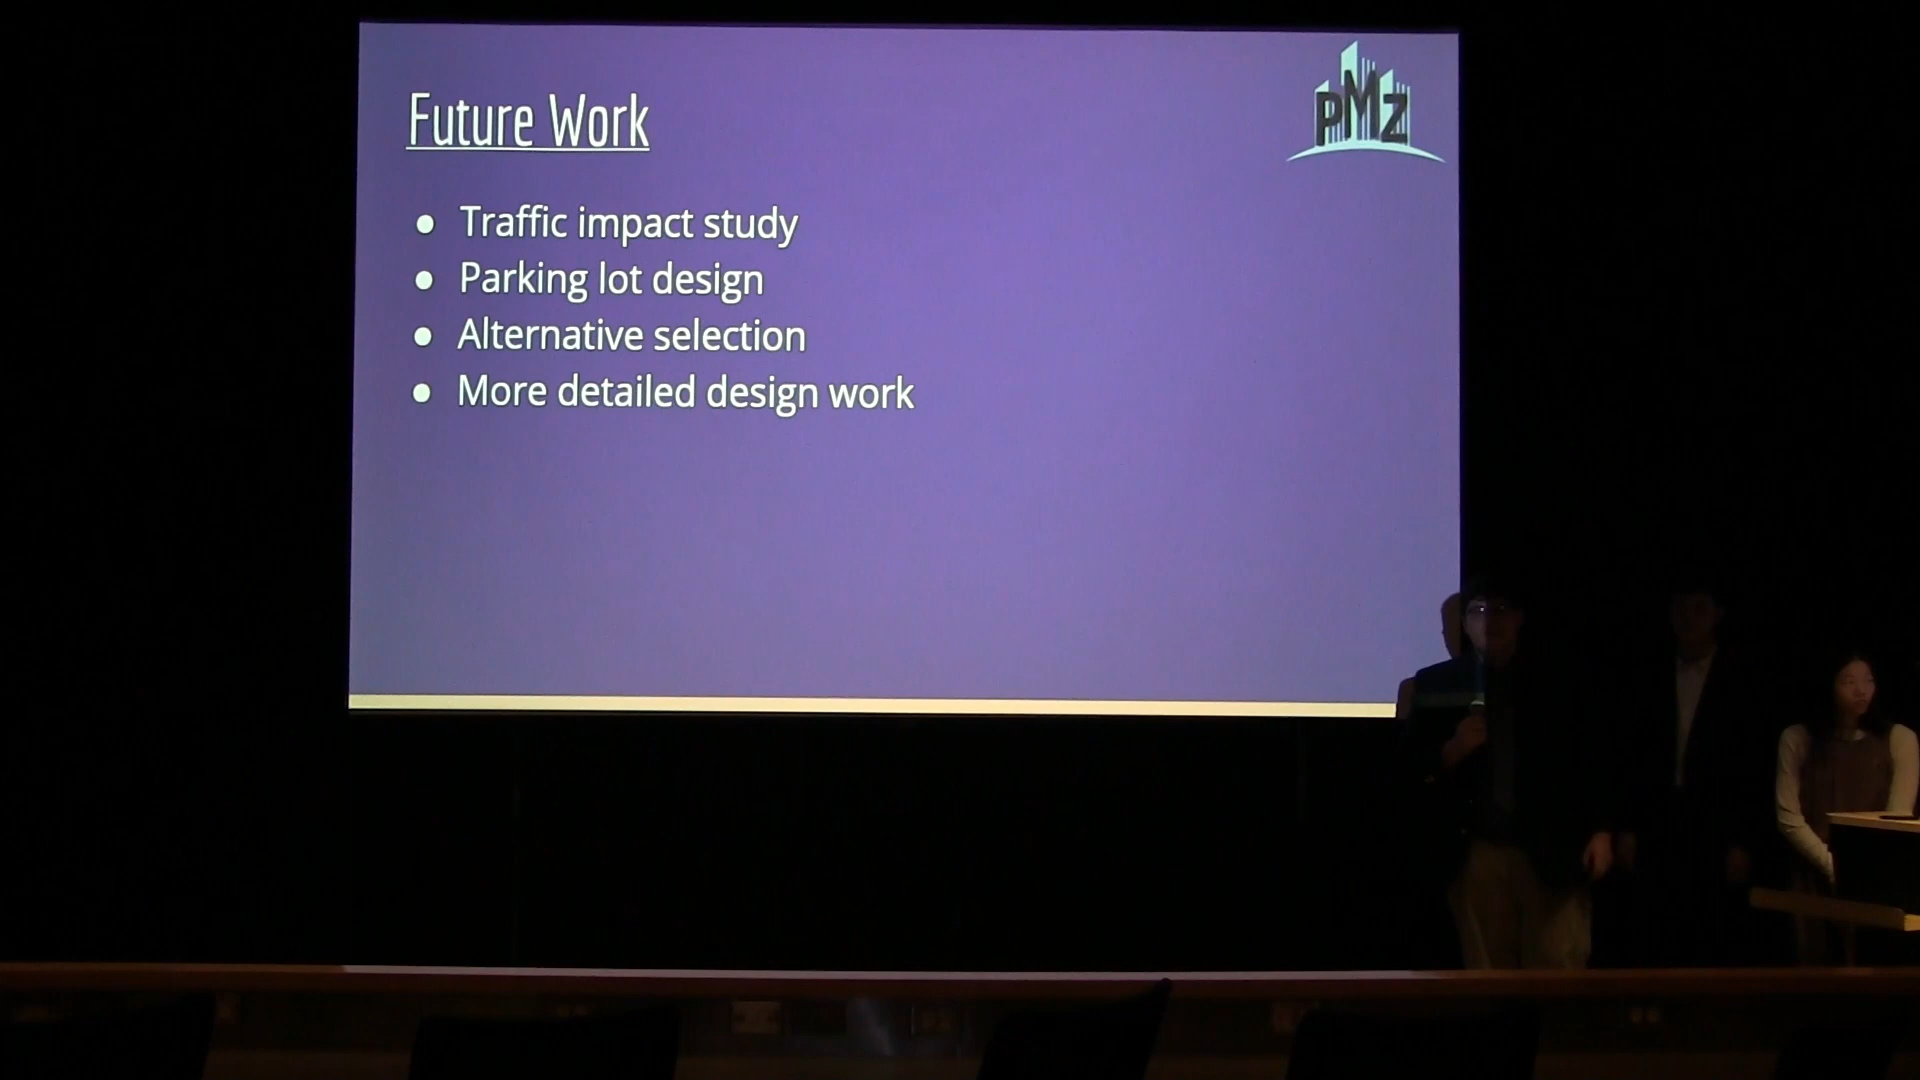 Future Work
PMZ
● Traffic impact study
● Parking lot design
● Alternative selection
● More detailed design work